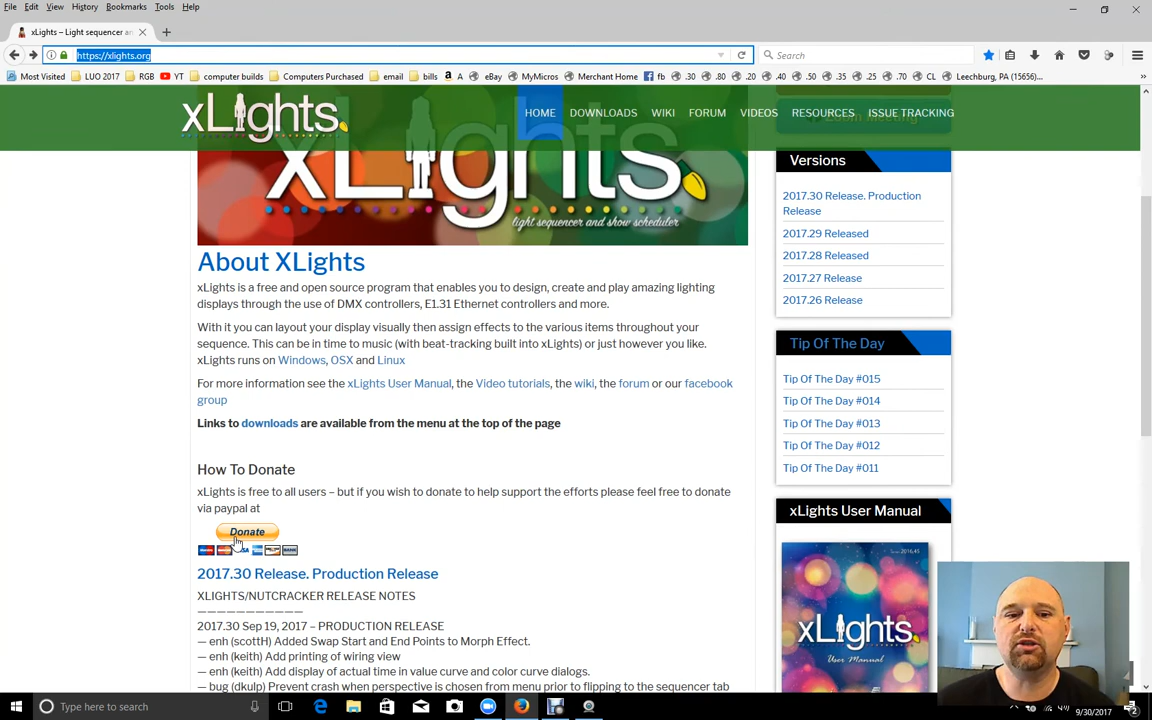 File Edit View History Bookmarks Tools Help
xLights – Light sequencer an
https://xlights.org
Search
Most Visited LUO 2017 RGB YT computer builds Computers Purchased email bills Amazon eBay MyMicros Merchant Home fb .30 .80 .20 .40 .50 .35 .25 .70 CL Leechburg, PA (15656)...
xLights.
HOME DOWNLOADS WIKI FORUM VIDEOS RESOURCES ISSUE TRACKING
Zoom Meeting
xLights.
light sequencer and show scheduler
About XLights
xLights is a free and open source program that enables you to design, create and play amazing lighting
displays through the use of DMX controllers, E1.31 Ethernet controllers and more.
With it you can layout your display visually then assign effects to the various items throughout your
sequence. This can be in time to music (with beat-tracking built into xLights) or just however you like.
xLights runs on Windows, OSX and Linux
For more information see the xLights User Manual, the Video tutorials, the wiki, the forum or our facebook
group
Links to downloads are available from the menu at the top of the page
How To Donate
xLights is free to all users – but if you wish to donate to help support the efforts please feel free to donate
via paypal at
Donate
VISA
BANK
2017.30 Release. Production Release
XLIGHTS/NUTCRACKER RELEASE NOTES
———————————
2017.30 Sep 19, 2017 – PRODUCTION RELEASE
— enh (scottH) Added Swap Start and End Points to Morph Effect.
— enh (keith) Add printing of wiring view
— enh (keith) Add display of actual time in value curve and color curve dialogs.
— bug (dkulp) Prevent crash when perspective is chosen from menu prior to flipping to the sequencer tab
Versions
2017.30 Release. Production
Release
2017.29 Released
2017.28 Released
2017.27 Release
2017.26 Release
Tip Of The Day
Tip Of The Day #015
Tip Of The Day #014
Tip Of The Day #013
Tip Of The Day #012
Tip Of The Day #011
xLights User Manual
xLights.
User Manual
Type here to search
9/30/2017